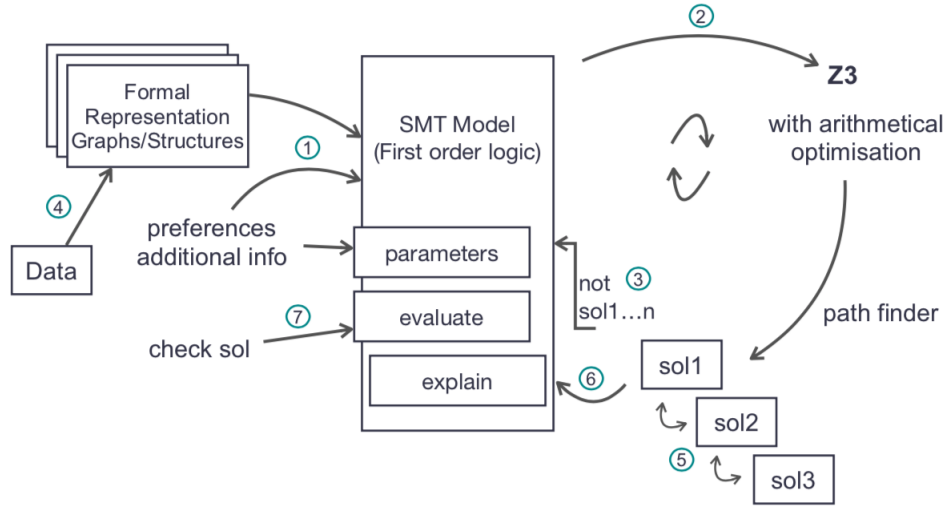 2
Z3
with arithmetical
optimisation
Formal
Representation
Graphs/Structures
SMT Model
(First order logic)
1
4
preferences
additional info
Data
parameters
not
3
sol1...n
7
evaluate
check sol
path finder
explain
6
sol1
sol2
5
sol3